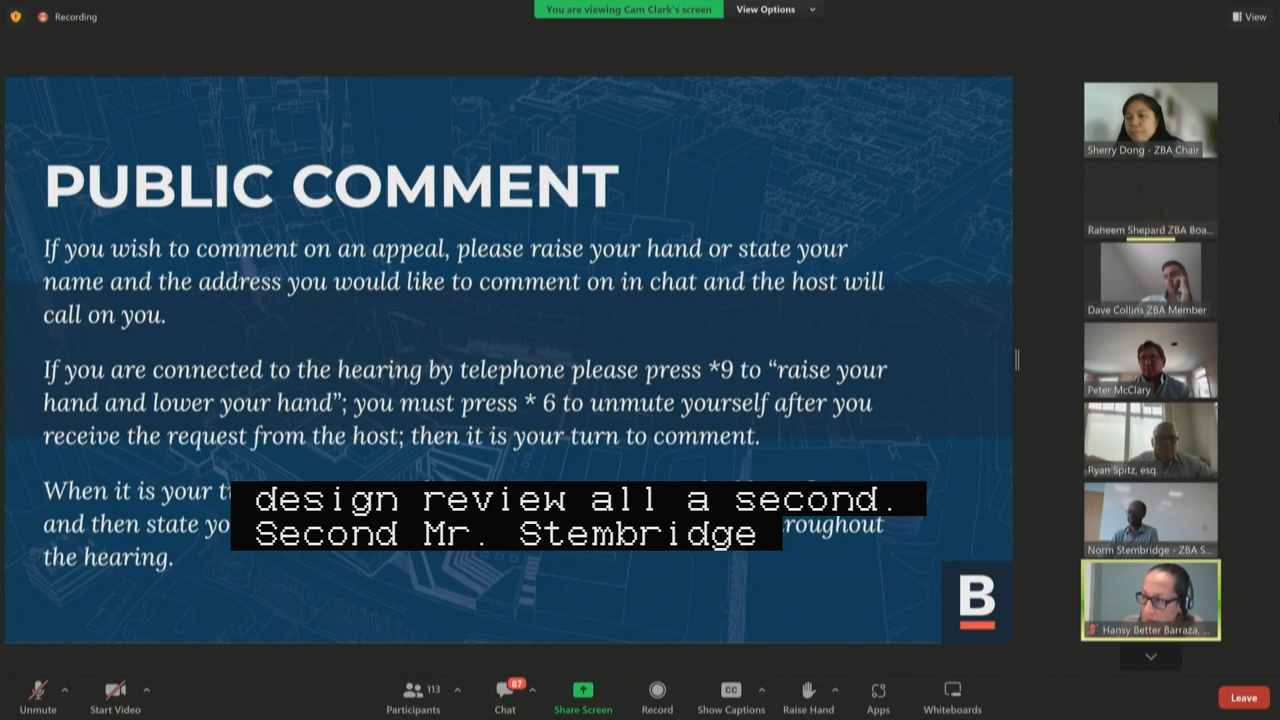 Recording
You are viewing Cam Clark's screen
View Options
View
PUBLIC COMMENT
If you wish to comment on an appeal, please raise your hand or state your
name and the address you would like to comment on in chat and the host will
call on you.
If you are connected to the hearing by telephone please press *9 to “raise your
hand and lower your hand”; you must press * 6 to unmute yourself after you
receive the request from the host; then it is your turn to comment.
When it is your t
and then state yo
roughout
the hearing.
design review all a second.
Second Mr. Stembridge
B
Sherry Dong - ZBA Chair
Raheem Shepard ZBA Boa...
Dave Collins ZBA Member
Peter McClary
Ryan Spitz, esq.
Norm Stembridge - ZBA S...
Hansy Better Barraza, ...
Unmute
Start Video
113
Participants
87
Chat
Share Screen
Record
CC
Show Captions
Raise Hand
Apps
Whiteboards
Leave